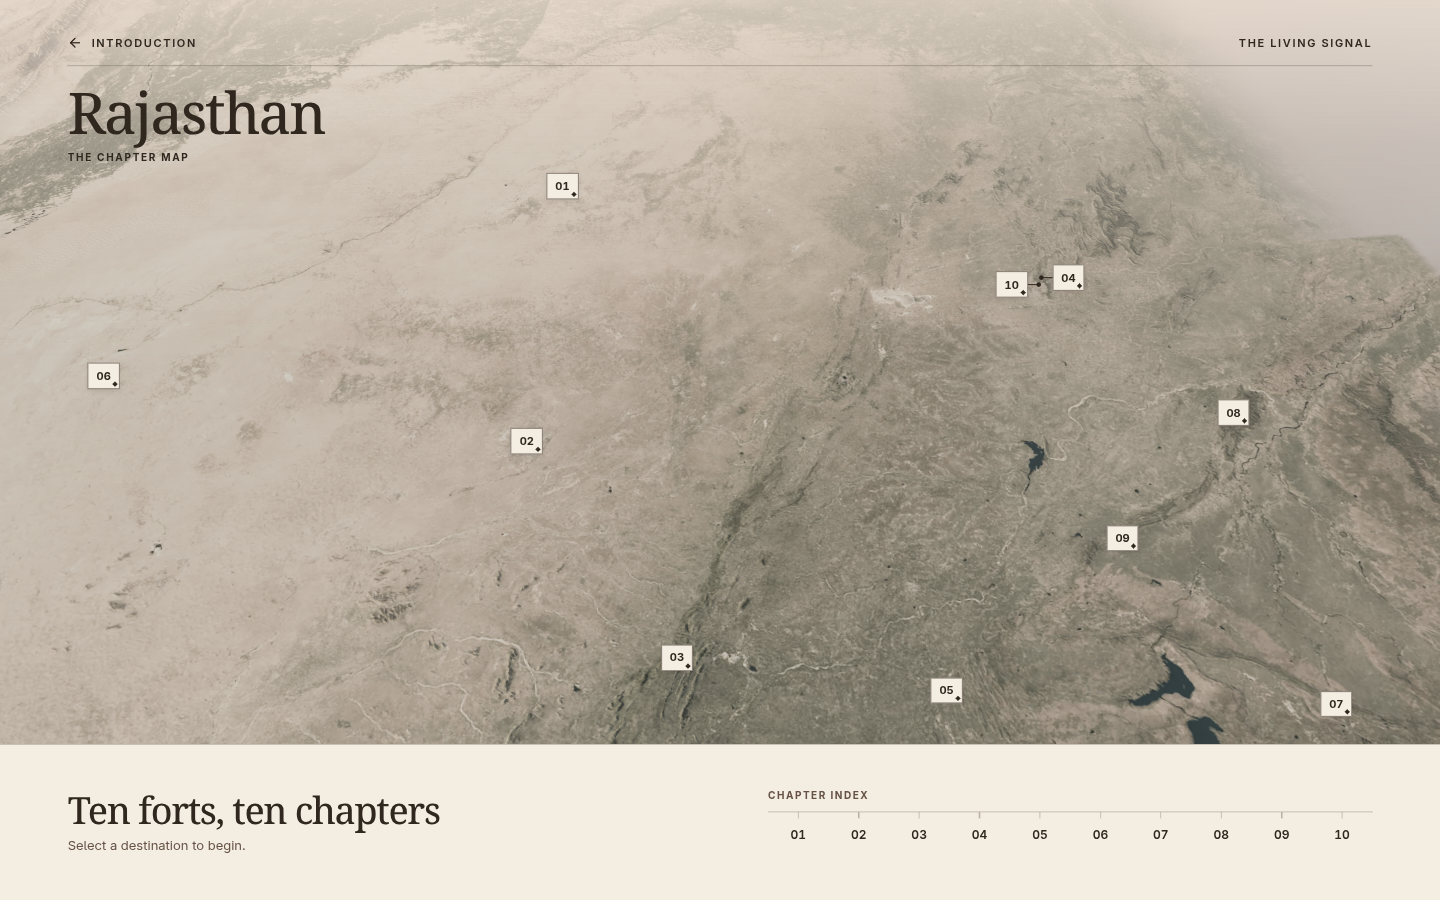 INTRODUCTION
THE LIVING SIGNAL
Rajasthan
THE CHAPTER MAP
01
10
04
06
08
02
09
03
05
07
Ten forts, ten chapters
Select a destination to begin.
CHAPTER INDEX
01 02 03 04 05 06 07 08 09 10